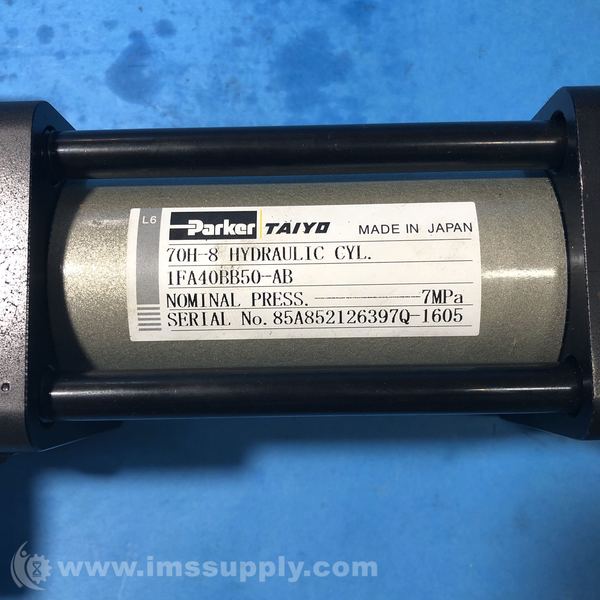 L6 Parker TAIYO MADE IN JAPAN
70H-8 HYDRAULIC CYL.
1FA40BB50-AB
NOMINAL PRESS.————7MPa
SERIAL No. 85A852126397Q-1605
www.imssupply.com